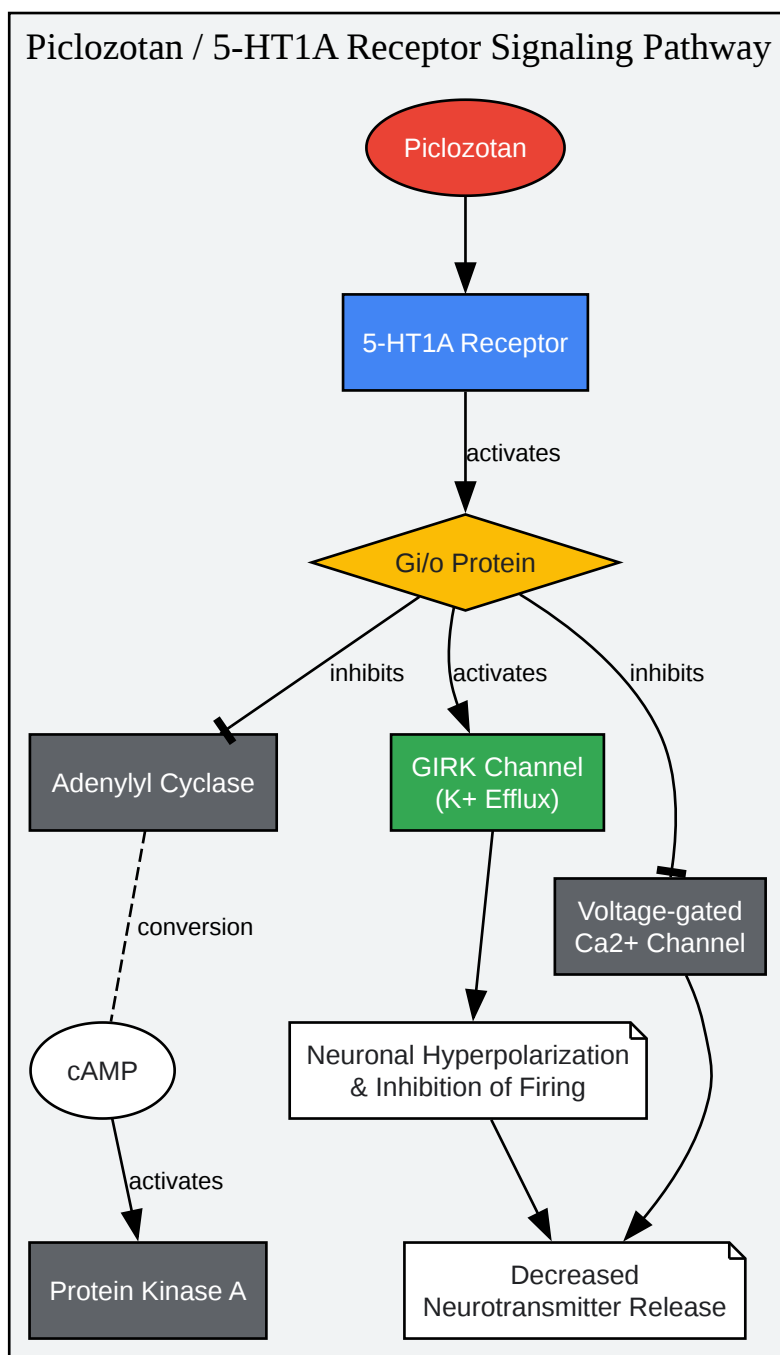 Piclozotan / 5-HT1A Receptor Signaling Pathway
Piclozotan
5-HT1A Receptor
activates
Gi/o Protein
inhibits
activates
inhibits
Adenylyl Cyclase
GIRK Channel
(K+ Efflux)
Voltage-gated
Ca2+ Channel
conversion
cAMP
Neuronal Hyperpolarization
& Inhibition of Firing
activates
Protein Kinase A
Decreased
Neurotransmitter Release